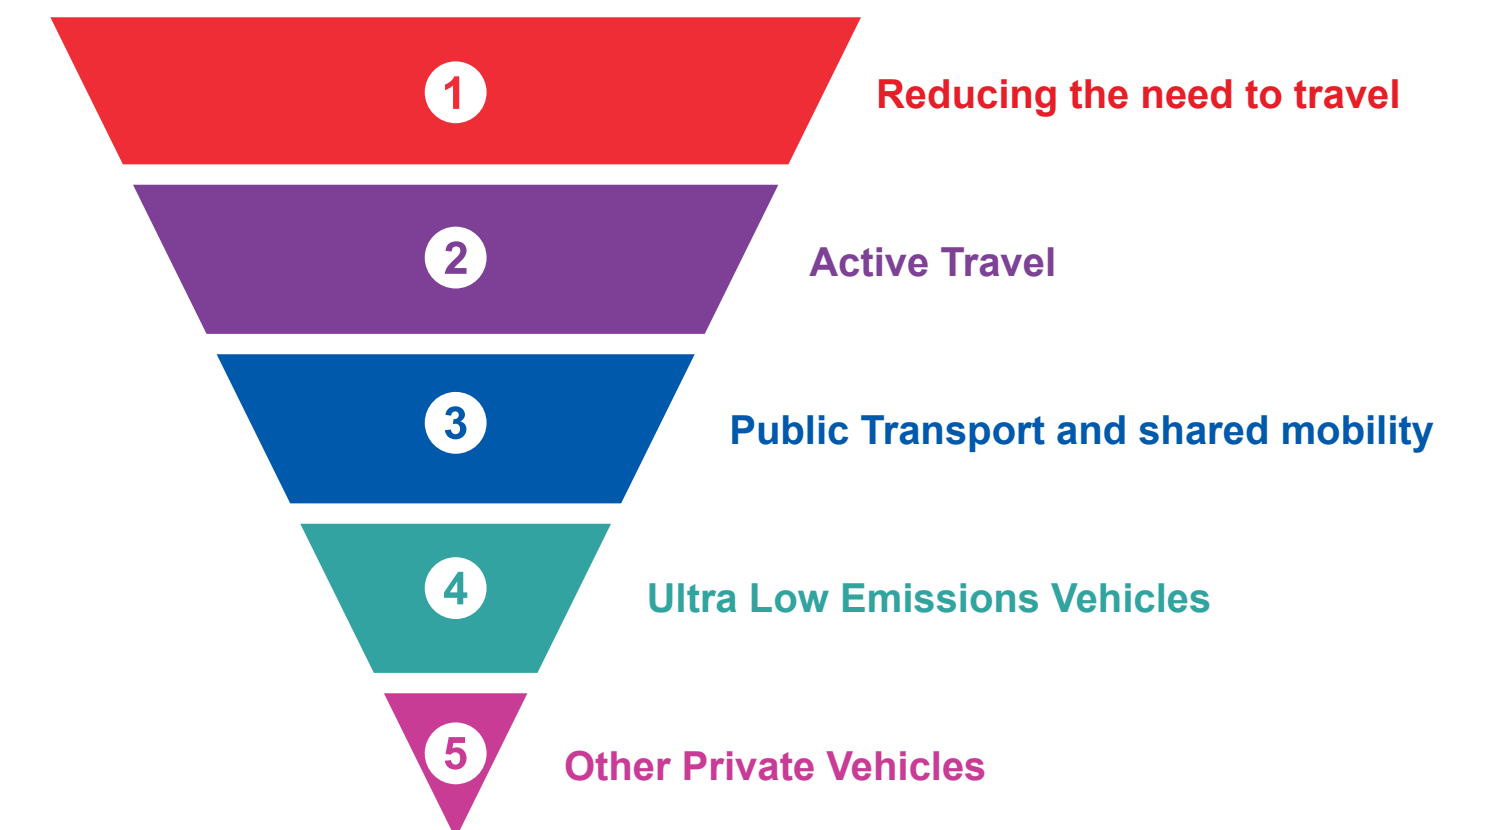 1
Reducing the need to travel
2
Active Travel
3
Public Transport and shared mobility
4
Ultra Low Emissions Vehicles
5
Other Private Vehicles